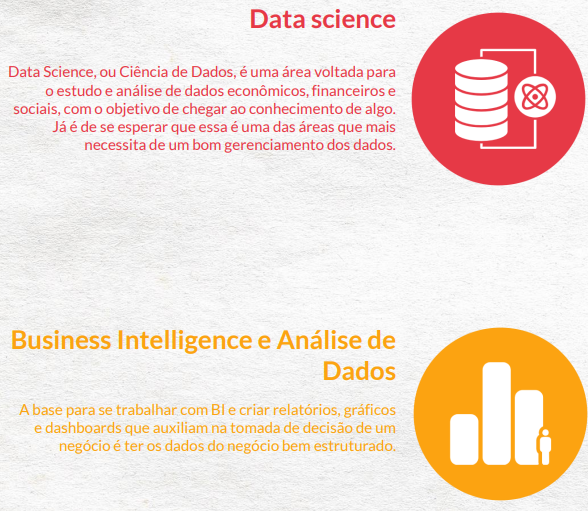 Data science
Data Science, ou Ciência de Dados, é uma área voltada para
o estudo e análise de dados econômicos, financeiros e
sociais, com o objetivo de chegar ao conhecimento de algo.
Já é de se esperar que essa é uma das áreas que mais
necessita de um bom gerenciamento dos dados.
Business Intelligence e Análise de
Dados
A base para se trabalhar com BI e criar relatórios, gráficos
e dashboards que auxiliam na tomada de decisão de um
negócio é ter os dados do negócio bem estruturado.